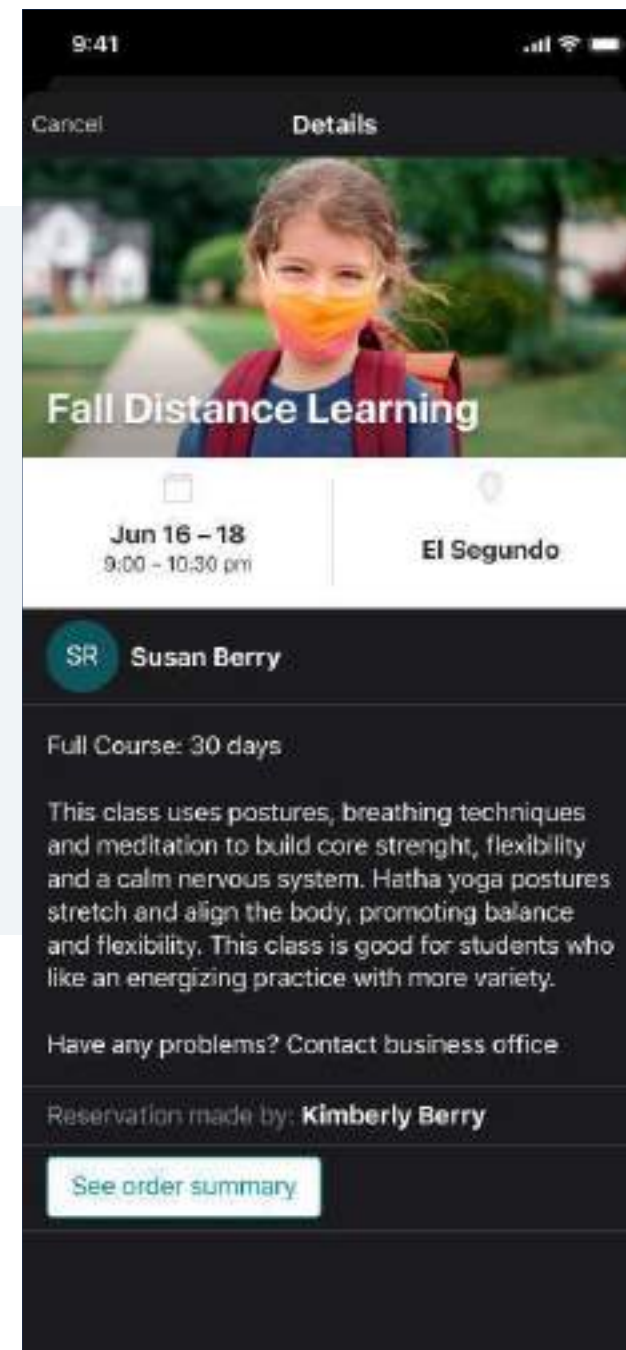 9:41
Cancel
Details
Fall Distance Learning
Jun 16 – 18
9:00 – 10:30 pm
El Segundo
SR
Susan Berry
Full Course: 30 days
This class uses postures, breathing techniques
and meditation to build core strenght, flexibility
and a calm nervous system. Hatha yoga postures
stretch and align the body, promoting balance
and flexibility. This class is good for students who
like an energizing practice with more variety.
Have any problems? Contact business office
Reservation made by: Kimberly Berry
See order summary